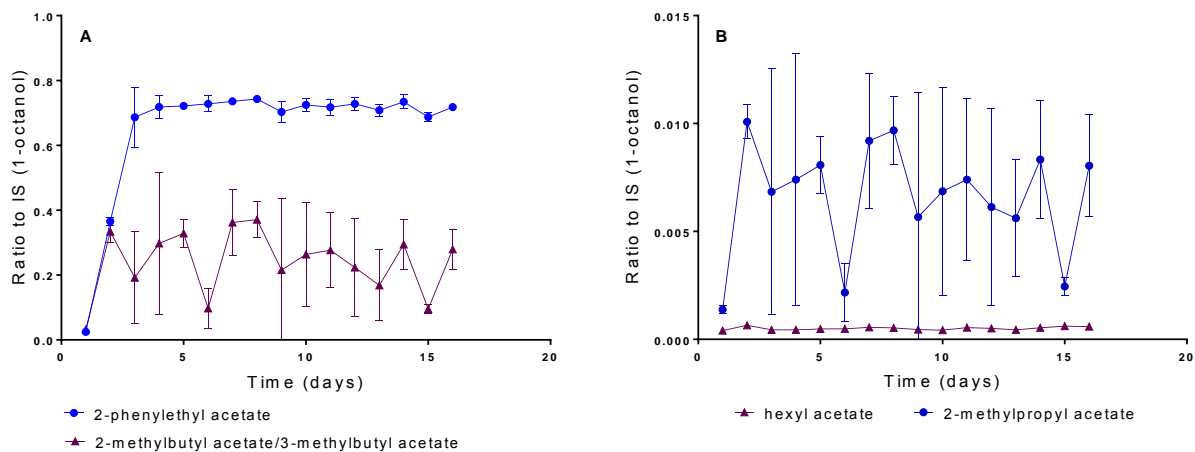 A
Ratio to IS (1-octanol)
1.0
0.8
0.6
0.4
0.2
0.0
0 5 10 15 20
Time (days)
2-phenylethyl acetate
2-methylbutyl acetate/3-methylbutyl acetate
B
Ratio to IS (1-octanol)
0.015
0.010
0.005
0.000
0 5 10 15 20
Time (days)
hexyl acetate 2-methylpropyl acetate